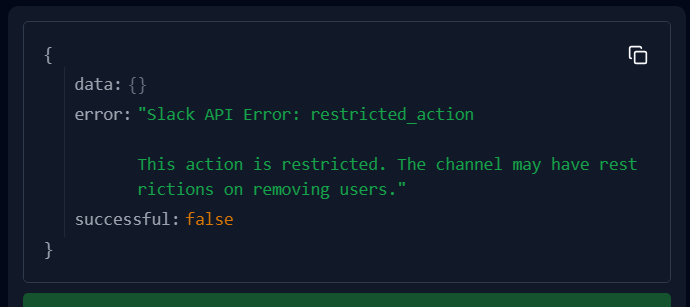 {
data: {}
error: "Slack API Error: restricted_action
This action is restricted. The channel may have rest
rictions on removing users."
successful: false
}